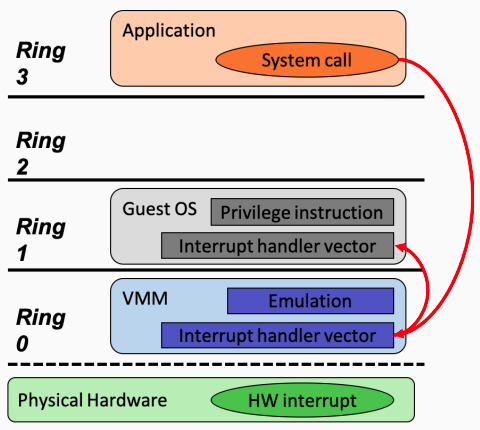 Application
Ring
3
System call
Ring
2
Guest OS
Privilege instruction
Ring
1
Interrupt handler vector
VMM
Emulation
Ring
0
Interrupt handler vector
Physical Hardware
HW interrupt